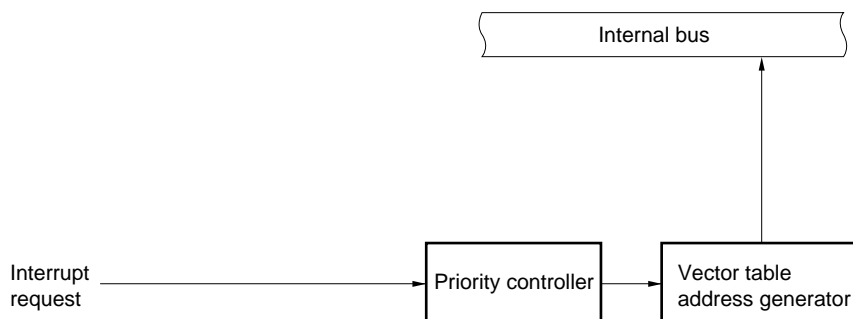 Internal bus
Interrupt
request
Priority controller
Vector table
address generator